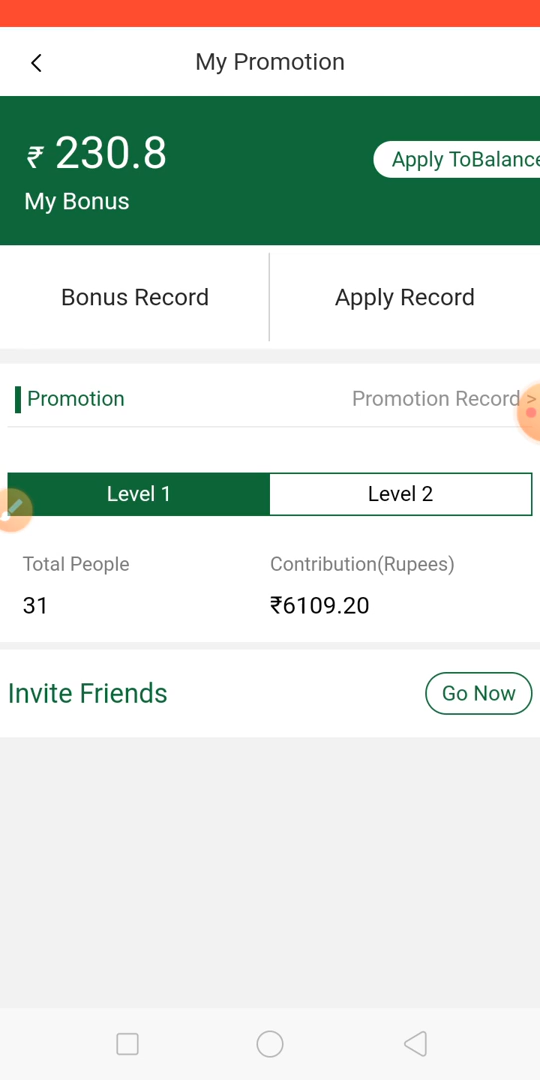 My Promotion
₹ 230.8
Apply ToBalance
My Bonus
Bonus Record
Apply Record
Promotion
Promotion Record >
Level 1
Level 2
Total People
Contribution(Rupees)
31
₹6109.20
Invite Friends
Go Now